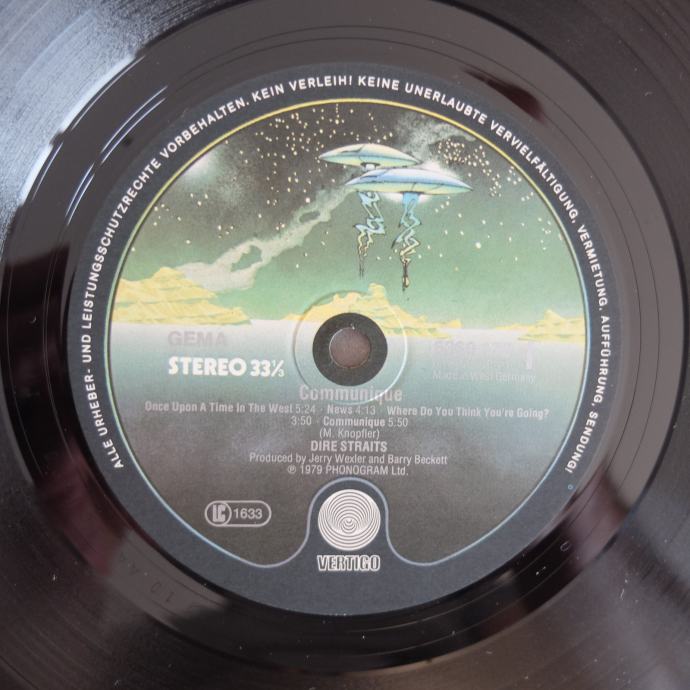 ALLE URHEBER- UND LEISTUNGSSCHUTZRECHTE VORBEHALTEN. KEIN VERLEIH! KEINE UNERLAUBTE VERVIELFÄLTIGUNG, VERMIETUNG, AUFFÜHRUNG, SENDUNG!
GEMA
STEREO 33⅓
1
Made in West Germany
Communique
Once Upon A Time In The West 5:24 · News 4:13 · Where Do You Think You're Going?
3:50 · Communique 5:50
(M. Knopfler)
DIRE STRAITS
Produced by Jerry Wexler and Barry Beckett
℗ 1979 PHONOGRAM Ltd.
LC 1633
VERTIGO